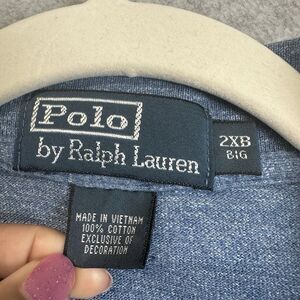 Polo
by Ralph Lauren
2XB
BIG
MADE IN VIETNAM
100% COTTON
EXCLUSIVE OF
DECORATION